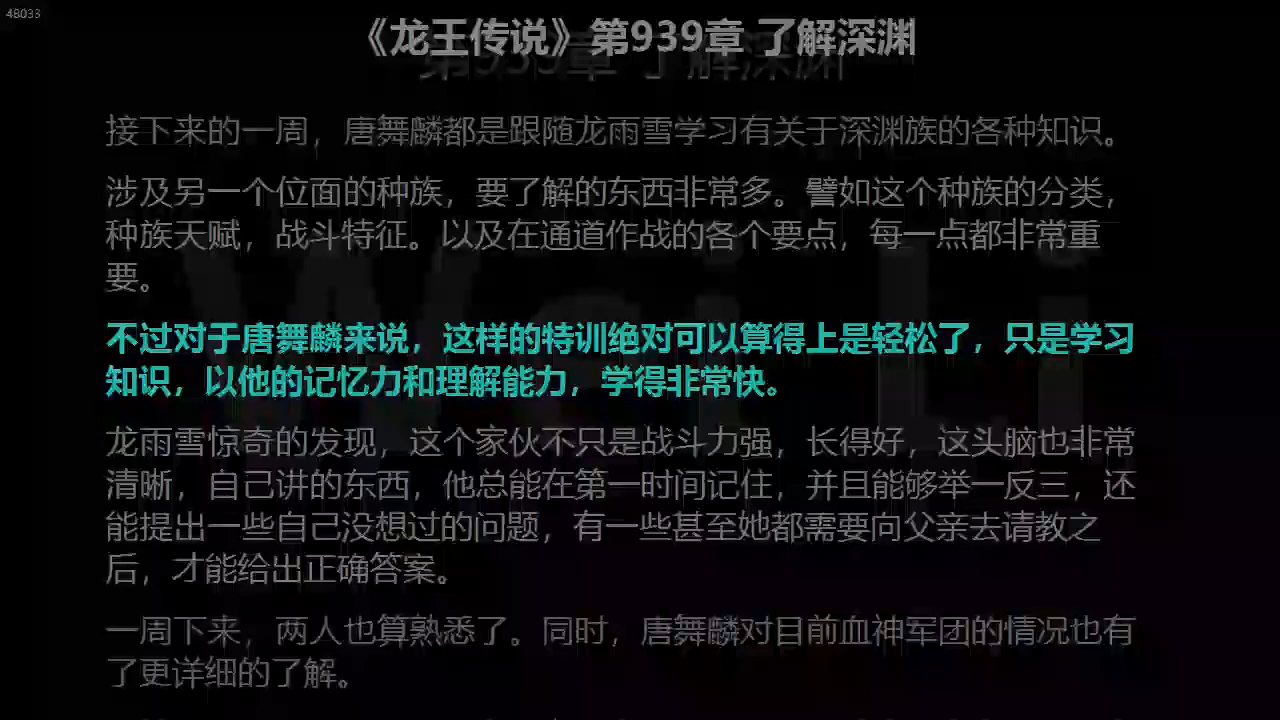 48033
《龙王传说》第939章 了解深渊
第939章 了解深渊
接下来的一周，唐舞麟都是跟随龙雨雪学习有关于深渊族的各种知识。
涉及另一个位面的种族，要了解的东西非常多。譬如这个种族的分类，
种族天赋，战斗特征。以及在通道作战的各个要点，每一点都非常重
要。
不过对于唐舞麟来说，这样的特训绝对可以算得上是轻松了，只是学习
知识，以他的记忆力和理解能力，学得非常快。
龙雨雪惊奇的发现，这个家伙不只是战斗力强，长得好，这头脑也非常
清晰，自己讲的东西，他总能在第一时间记住，并且能够举一反三，还
能提出一些自己没想过的问题，有一些甚至她都需要向父亲去请教之
后，才能给出正确答案。
一周下来，两人也算熟悉了。同时，唐舞麟对目前血神军团的情况也有
了更详细的了解。
Wei Li